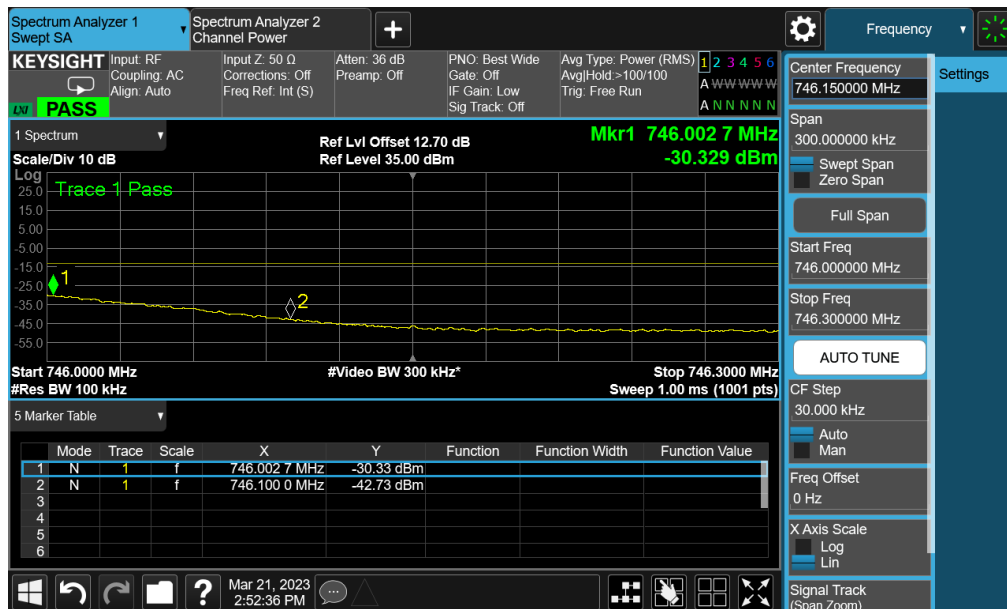 Spectrum Analyzer 1
Swept SA
Spectrum Analyzer 2
Channel Power
Frequency
KEYSIGHT
LXI
PASS
Input: RF
Coupling: AC
Align: Auto
Input Z: 50 Ω
Corrections: Off
Freq Ref: Int (S)
Atten: 36 dB
Preamp: Off
PNO: Best Wide
Gate: Off
IF Gain: Low
Sig Track: Off
Avg Type: Power (RMS)
Avg|Hold:>100/100
Trig: Free Run
1 2 3 4 5 6
A W W W W W
A N N N N N
1 Spectrum
Scale/Div 10 dB
Ref Lvl Offset 12.70 dB
Ref Level 35.00 dBm
Mkr1 746.002 7 MHz
-30.329 dBm
Log
Trace 1 Pass
25.0
15.0
5.00
-5.00
-15.0
-25.0
-35.0
-45.0
-55.0
1
2
Start 746.0000 MHz
#Video BW 300 kHz*
Stop 746.3000 MHz
#Res BW 100 kHz
Sweep 1.00 ms (1001 pts)
5 Marker Table
Mode Trace Scale X Y Function Function Width Function Value
1 N 1 f 746.002 7 MHz -30.33 dBm
2 N 1 f 746.100 0 MHz -42.73 dBm
3
4
5
6
?
Mar 21, 2023
2:52:36 PM
Center Frequency
746.150000 MHz
Span
300.000000 kHz
Swept Span
Zero Span
Full Span
Start Freq
746.000000 MHz
Stop Freq
746.300000 MHz
AUTO TUNE
CF Step
30.000 kHz
Auto
Man
Freq Offset
0 Hz
X Axis Scale
Log
Lin
Signal Track
(Span Zoom)
Settings